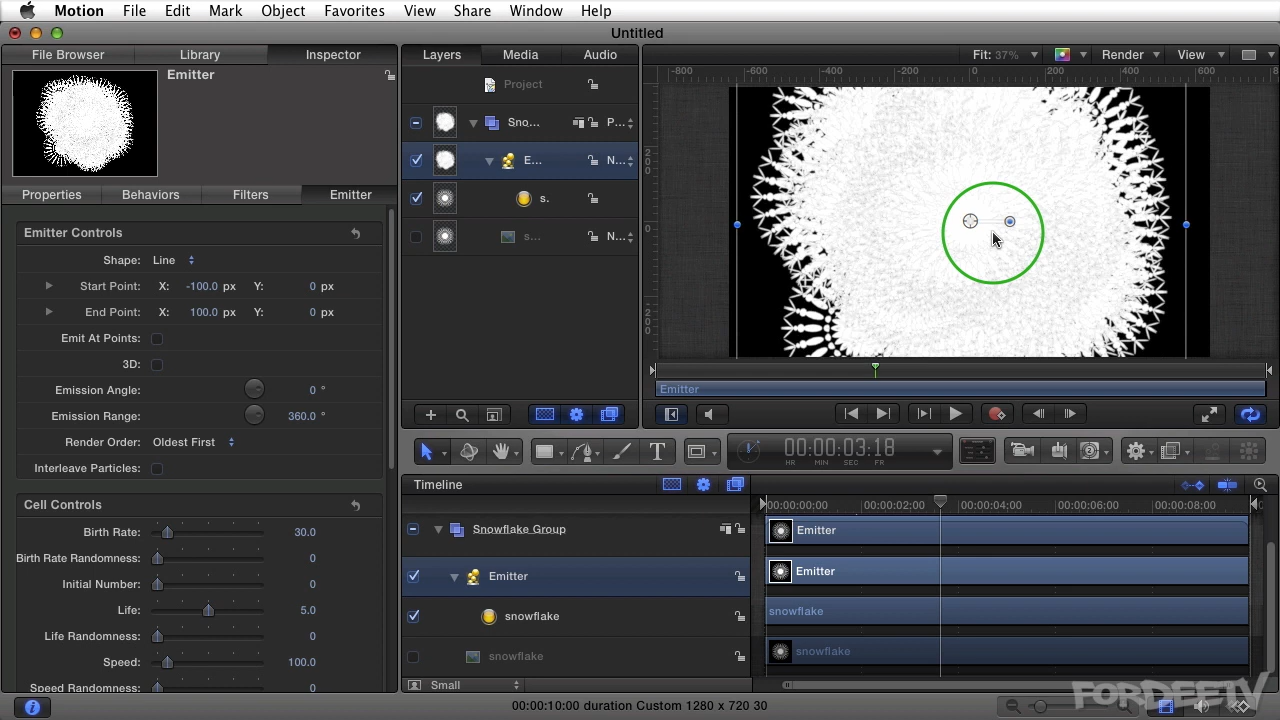 Motion File Edit Mark Object Favorites View Share Window Help
Untitled
File Browser Library Inspector
Emitter
Properties Behaviors Filters Emitter
Emitter Controls
Shape: Line
Start Point: X: -100.0 px Y: 0 px
End Point: X: 100.0 px Y: 0 px
Emit At Points:
3D:
Emission Angle: 0 °
Emission Range: 360.0 °
Render Order: Oldest First
Interleave Particles:
Cell Controls
Birth Rate: 30.0
Birth Rate Randomness: 0
Initial Number: 0
Life: 5.0
Life Randomness: 0
Speed: 100.0
Speed Randomness: 0
Layers Media Audio
Project
Sno... P...
E... N...
s.
s... N...
Fit: 37% Render View
-800 -600 -400 -200 0 200 400 600 8
200
0
200
Emitter
00:00:03:18
HR MIN SEC FR
Timeline
00:00:00:00 00:00:02:00 00:00:04:00 00:00:06:00 00:00:08:00
Snowflake Group
Emitter
Emitter
Emitter
snowflake
snowflake
snowflake
snowflake
Small
00:00:10:00 duration Custom 1280 x 720 30
FORDEETV